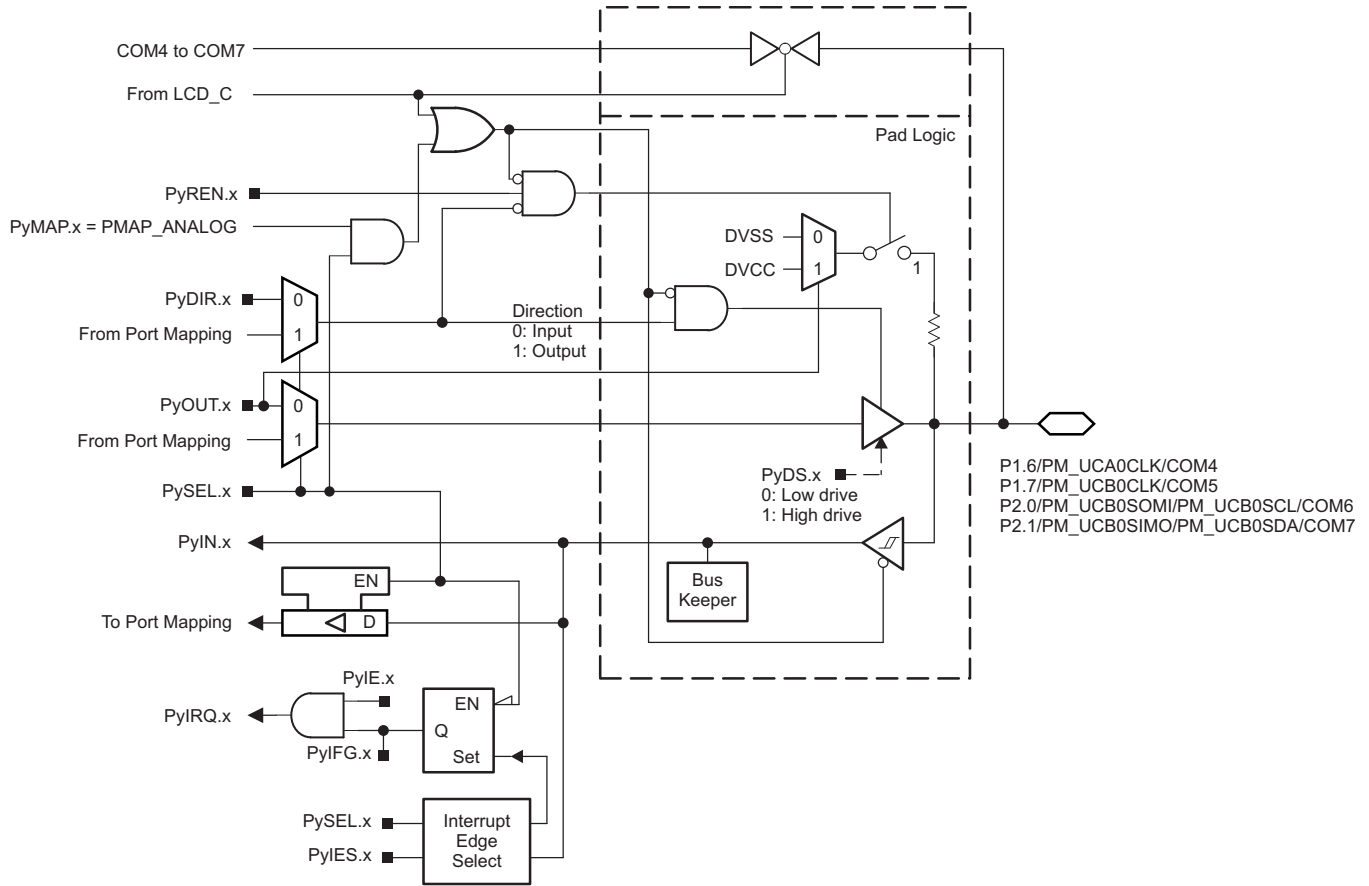 COM4 to COM7
From LCD_C
Pad Logic
PyREN.x
PyMAP.x = PMAP_ANALOG
DVSS
0
DVCC
1
1
PyDIR.x
0
From Port Mapping
1
Direction
0: Input
1: Output
PyOUT.x
0
From Port Mapping
1
PyDS.x
0: Low drive
1: High drive
P1.6/PM_UCA0CLK/COM4
P1.7/PM_UCB0CLK/COM5
P2.0/PM_UCB0SOMI/PM_UCB0SCL/COM6
P2.1/PM_UCB0SIMO/PM_UCB0SDA/COM7
PySEL.x
PyIN.x
EN
Bus
Keeper
To Port Mapping
D
PyIE.x
EN
PyIRQ.x
Q
PyIFG.x
Set
PySEL.x
PyIES.x
Interrupt
Edge
Select